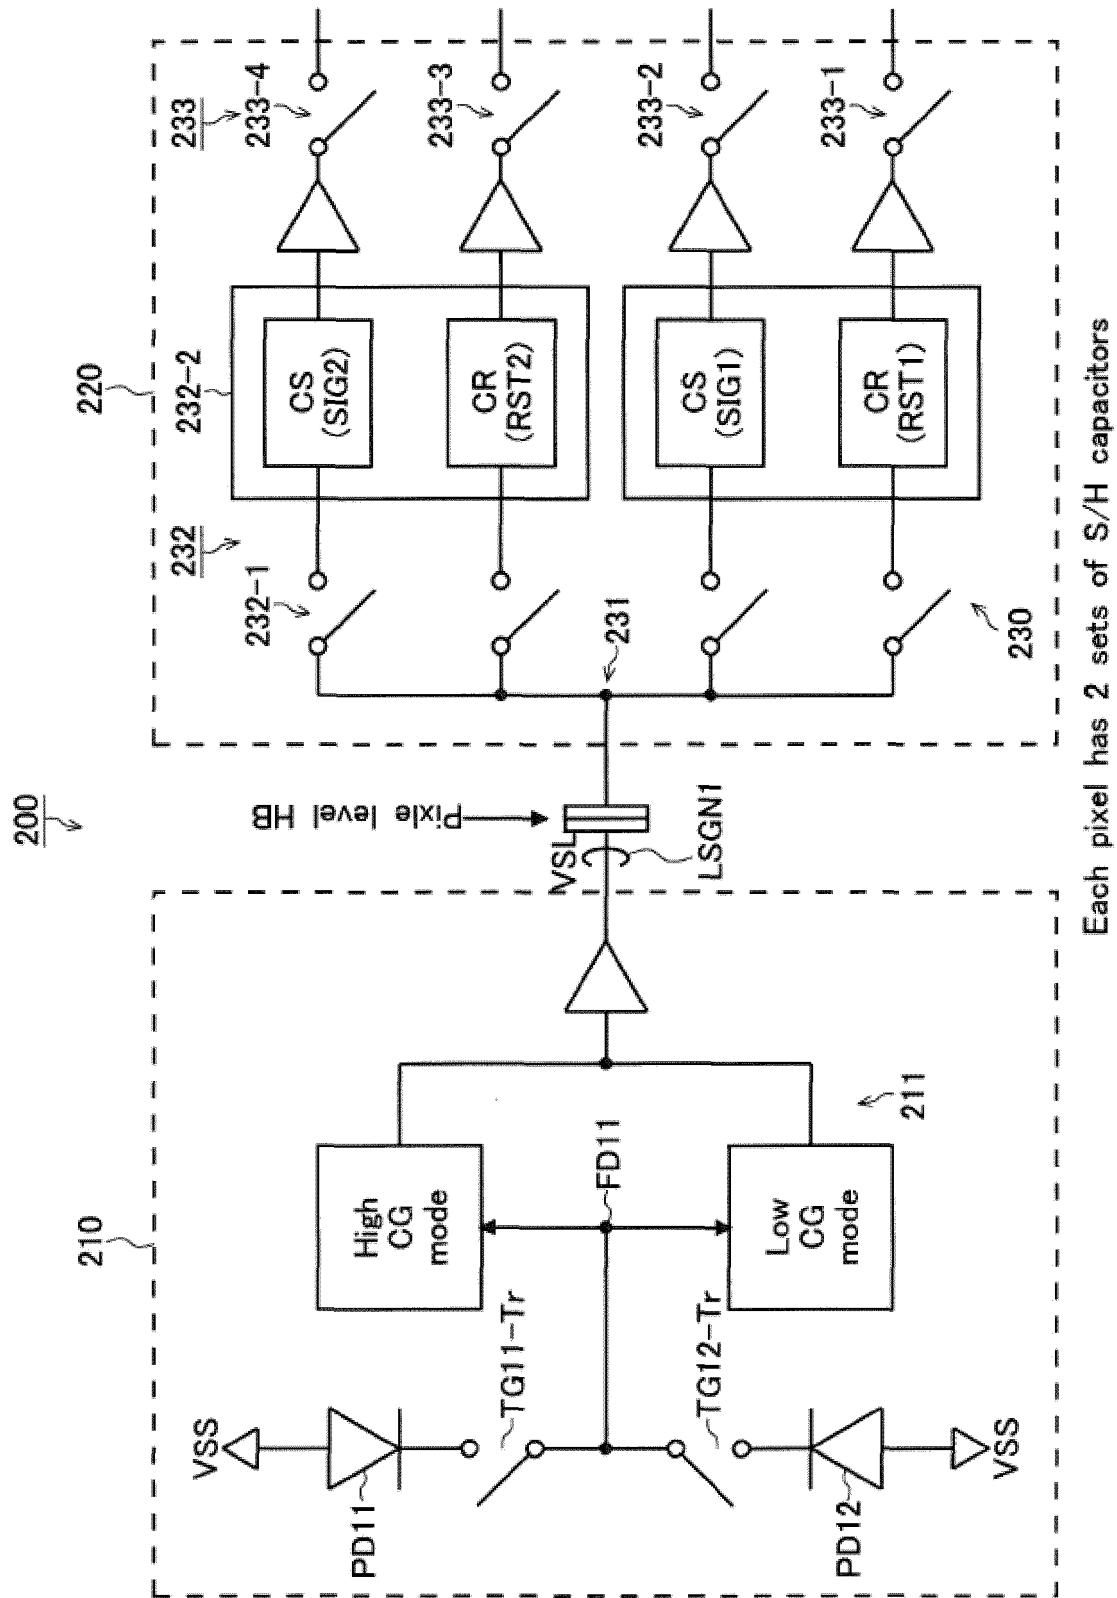 200
210
220
VSS
PD11
TG11-Tr
High
CG
mode
FD11
Low
CG
mode
211
TG12-Tr
PD12
VSS
Pixle level HB
VSL
LSGN1
231
232
232-1
232-2
230
CS
(SIG2)
CR
(RST2)
CS
(SIG1)
CR
(RST1)
233
233-4
233-3
233-2
233-1
Each pixel has 2 sets of S/H capacitors